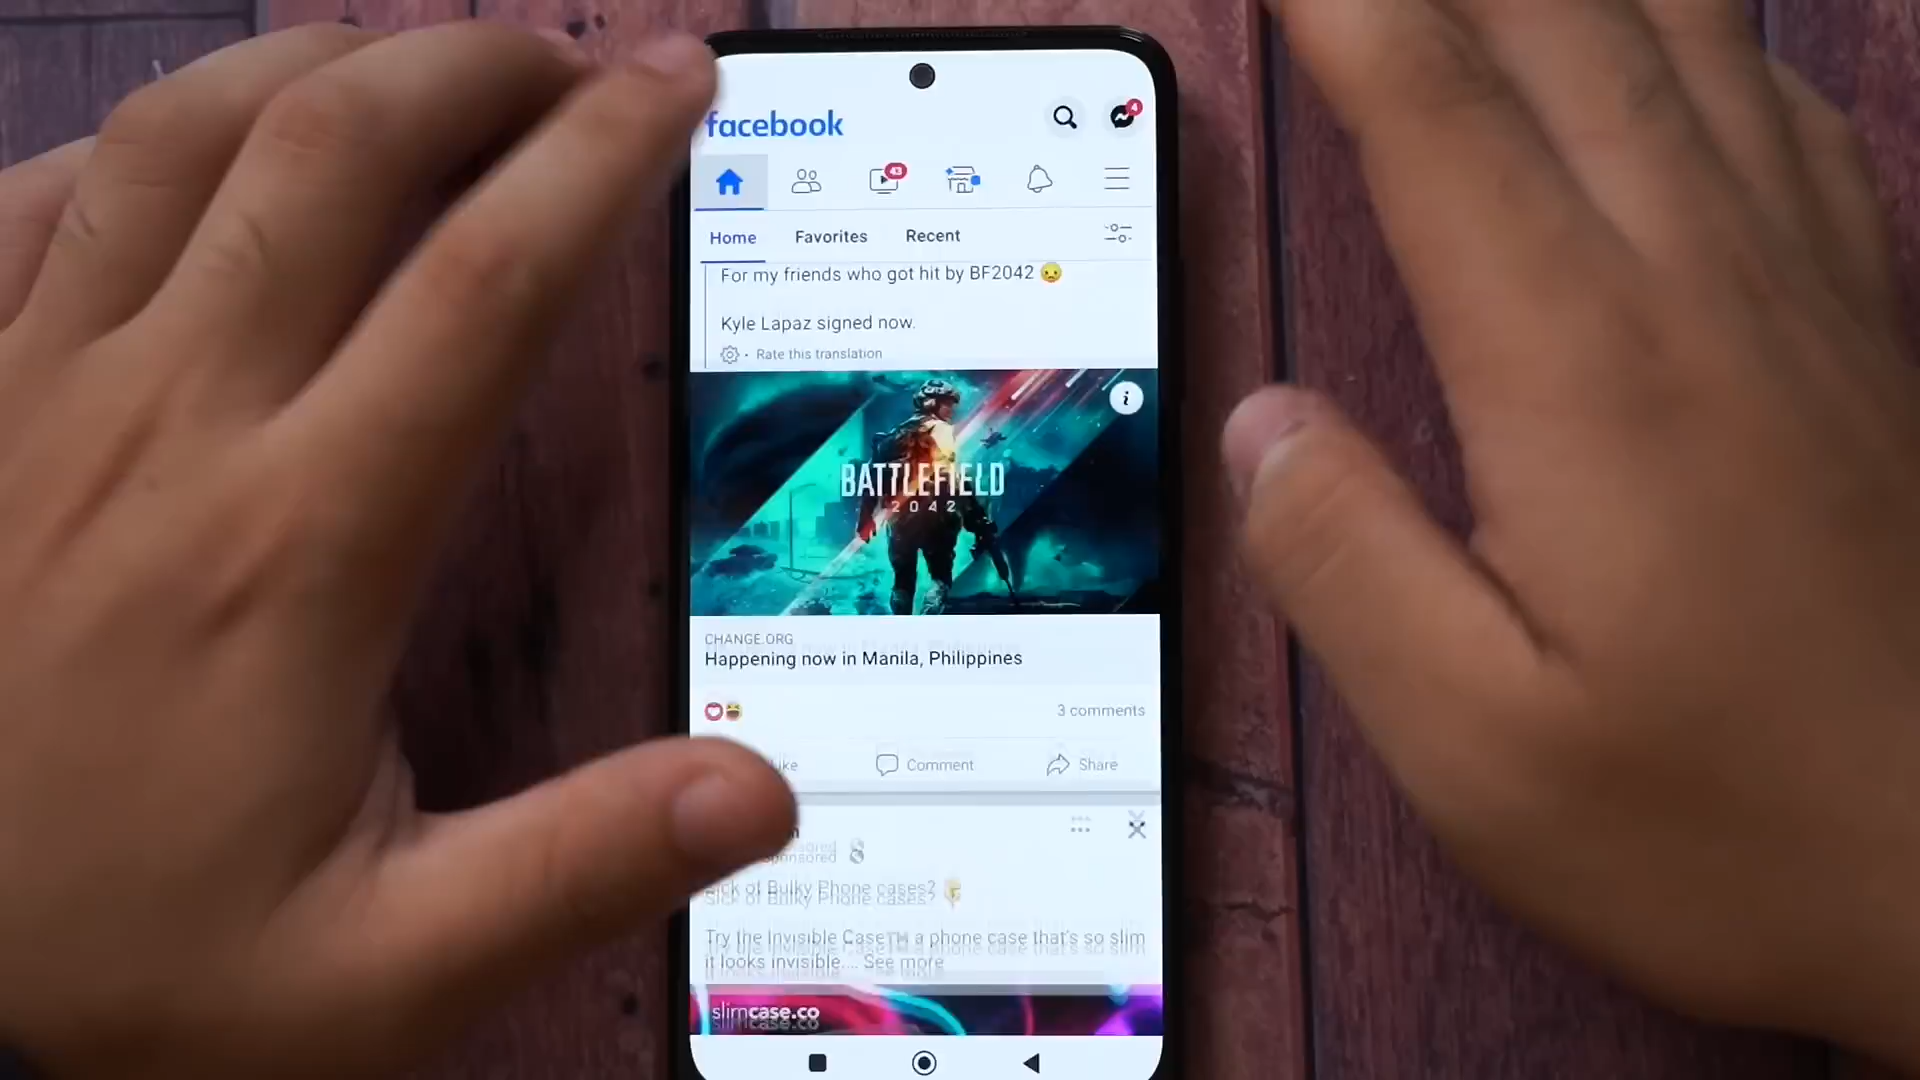 facebook
4
43
Home Favorites Recent
For my friends who got hit by BF2042
Kyle Lapaz signed now.
Rate this translation
i
BATTLEFIELD
2042
CHANGE.ORG
Happening now in Manila, Philippines
3 comments
Comment Share
Sponsored
Sick of Bulky Phone cases?
Try the Invisible Case™ a phone case that's so slim
it looks invisible.... See more
slimcase.co